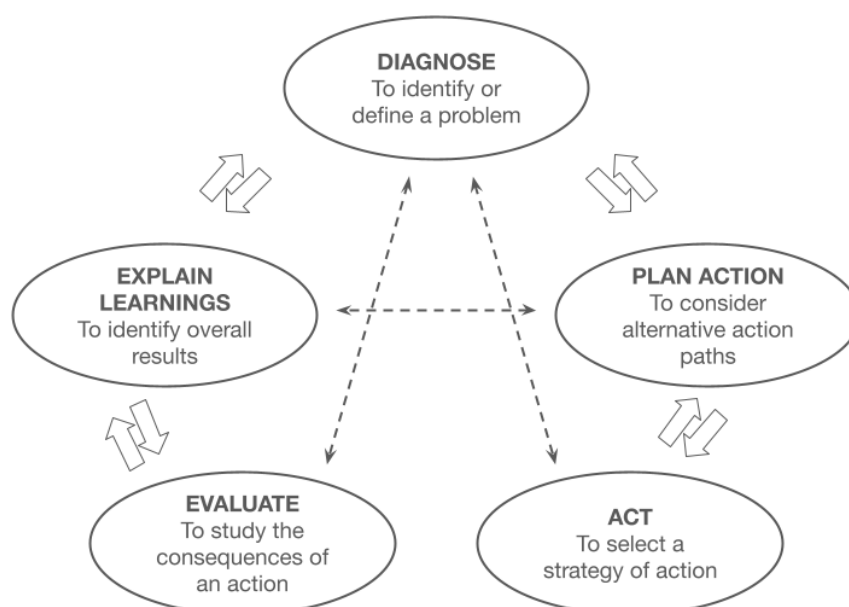 DIAGNOSE
To identify or
define a problem
EXPLAIN
LEARNINGS
To identify overall
results
PLAN ACTION
To consider
alternative action
paths
EVALUATE
To study the
consequences of
an action
ACT
To select a
strategy of action